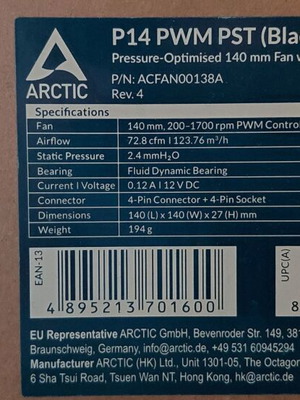 P14 PWM PST (Bla
Pressure-Optimised 140 mm Fan
P/N: ACFAN00138A
Rev. 4
ARCTIC
Specifications
Fan 140 mm, 200–1700 rpm PWM Contro
Airflow 72.8 cfm | 123.76 m³/h
Static Pressure 2.4 mmH₂O
Bearing Fluid Dynamic Bearing
Current | Voltage 0.12 A | 12 V DC
Connector 4-Pin Connector + 4-Pin Socket
Dimensions 140 (L) x 140 (W) x 27 (H) mm
Weight 194 g
EAN-13
4 895213 701600
UPC(A)
8
EU Representative ARCTIC GmbH, Bevenroder Str. 149, 381
Braunschweig, Germany, info@arctic.de, +49 531 60945294
Manufacturer ARCTIC (HK) Ltd., Unit 1301-05, The Octagon
6 Sha Tsui Road, Tsuen Wan NT, Hong Kong, hk@arctic.de